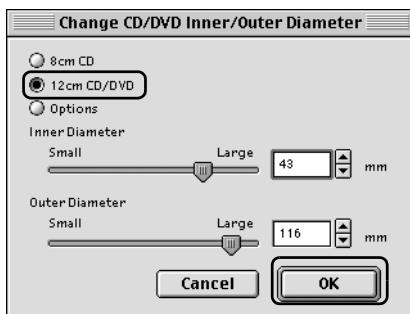 Change CD/DVD Inner/Outer Diameter
8cm CD
12cm CD/DVD
Options
Inner Diameter
Small Large
43 mm
Outer Diameter
Small Large
116 mm
Cancel OK